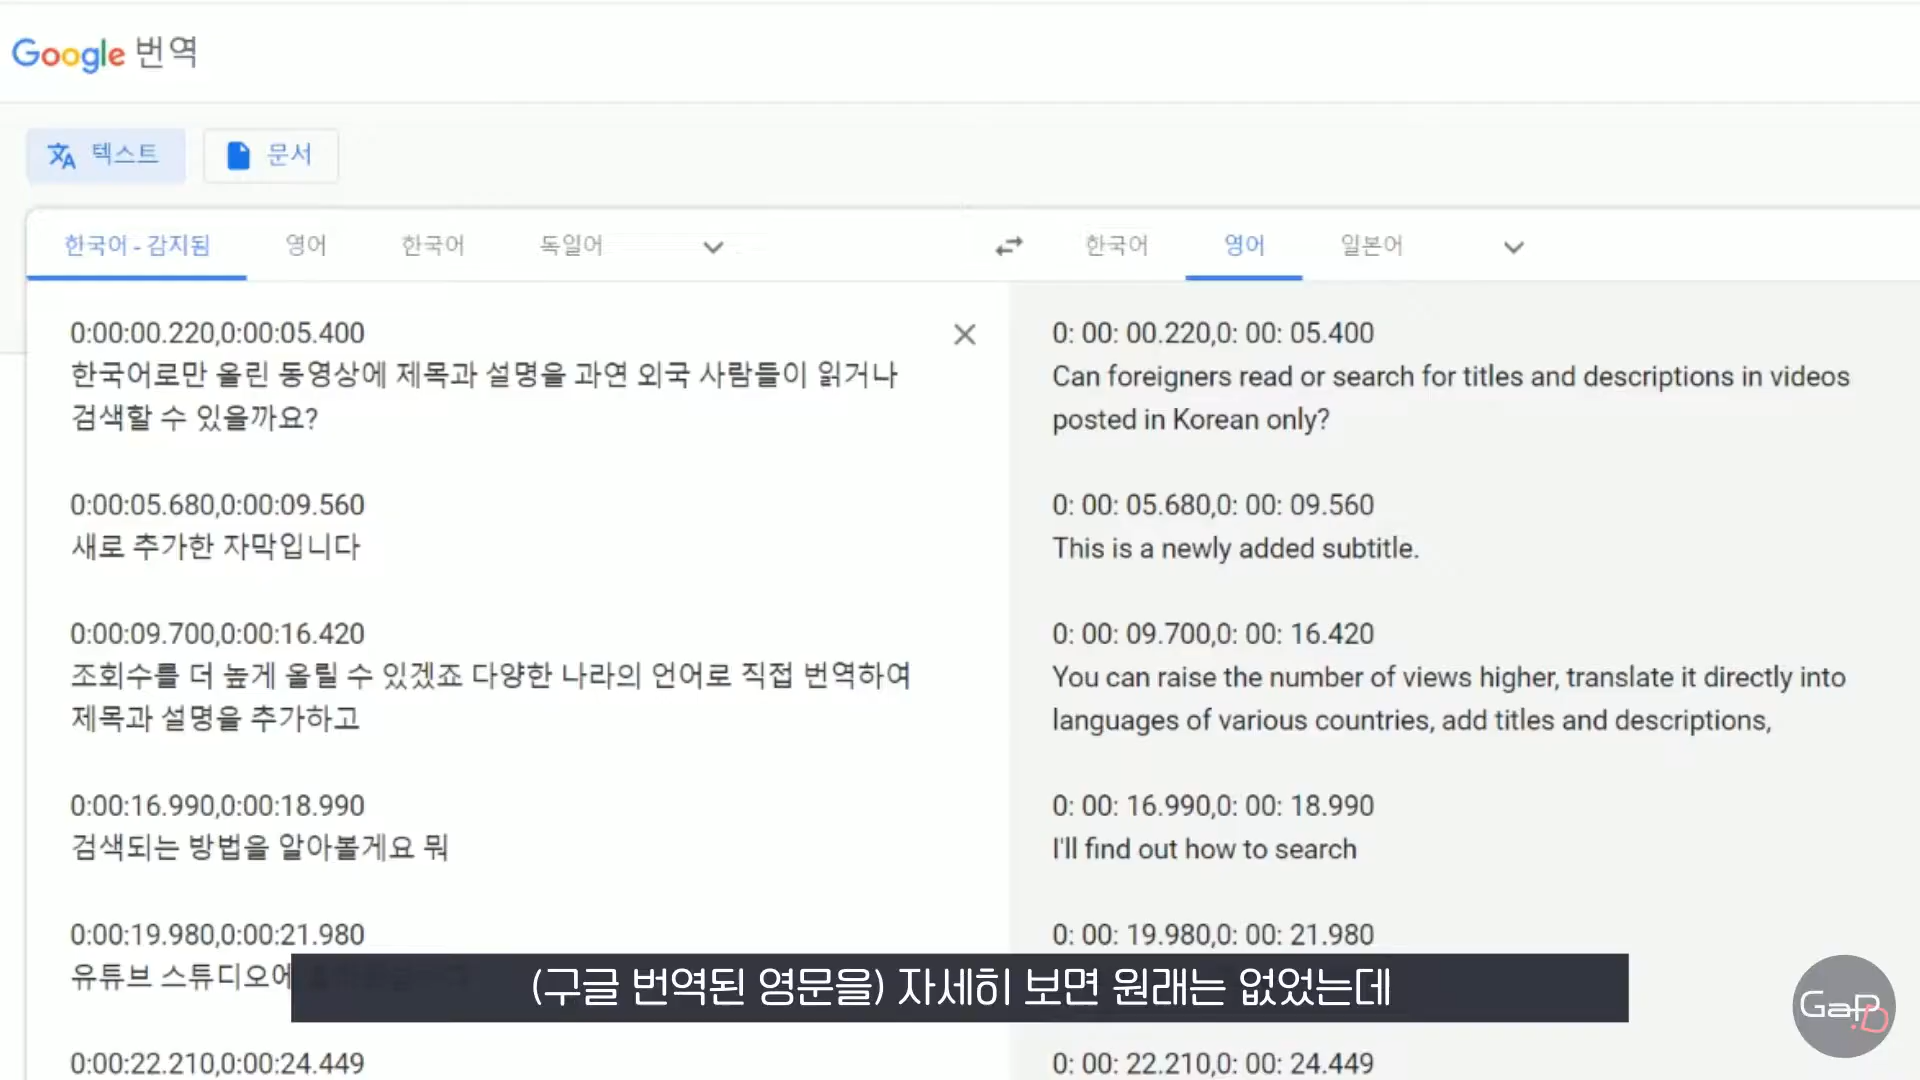 Google 번역
텍스트
문서
한국어 - 감지됨
영어
한국어
독일어
한국어
영어
일본어
0:00:00.220,0:00:05.400
한국어로만 올린 동영상에 제목과 설명을 과연 외국 사람들이 읽거나
검색할 수 있을까요?
0:00:05.680,0:00:09.560
새로 추가한 자막입니다
0:00:09.700,0:00:16.420
조회수를 더 높게 올릴 수 있겠죠 다양한 나라의 언어로 직접 번역하여
제목과 설명을 추가하고
0:00:16.990,0:00:18.990
검색되는 방법을 알아볼게요 뭐
0:00:19.980,0:00:21.980
유튜브 스튜디오에
0:00:22.210,0:00:24.449
0: 00: 00.220,0: 00: 05.400
Can foreigners read or search for titles and descriptions in videos
posted in Korean only?
0: 00: 05.680,0: 00: 09.560
This is a newly added subtitle.
0: 00: 09.700,0: 00: 16.420
You can raise the number of views higher, translate it directly into
languages of various countries, add titles and descriptions,
0: 00: 16.990,0: 00: 18.990
I'll find out how to search
0: 00: 19.980,0: 00: 21.980
0: 00: 22.210,0: 00: 24.449
(구글 번역된 영문을) 자세히 보면 원래는 없었는데
GaP.D